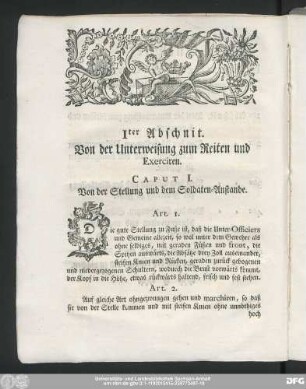 Iter Abschnit.
Von der Unterweisung zum Reiten und
Exerciren.
CAPUT I.
Von der Stellung und dem Soldaten-Anstande.
Art. 1.
Die gute Stellung zu Fuße ist, daß die Unter-Officiers
und Gemeine allezeit, so wol unter dem Gewehr als
ohne selbiges, mit geraden Füßen und Knien, die
Spitzen auswärts, die Absätze drey Zoll auseinander,
steifen Knien und Rücken, geraden zurück gebogenen
und niedergezogenen Schultern, wodurch die Brust vorwärts kommt,
der Kopf in die Höhe, etwas rückwärts haltend, frisch und fest stehen.
Art. 2.
Auf gleiche Art ohngezwungen gehen und marchiren, so daß
sie von der Stelle kommen und mit steifen Knien ohne unnöthiges
hoch